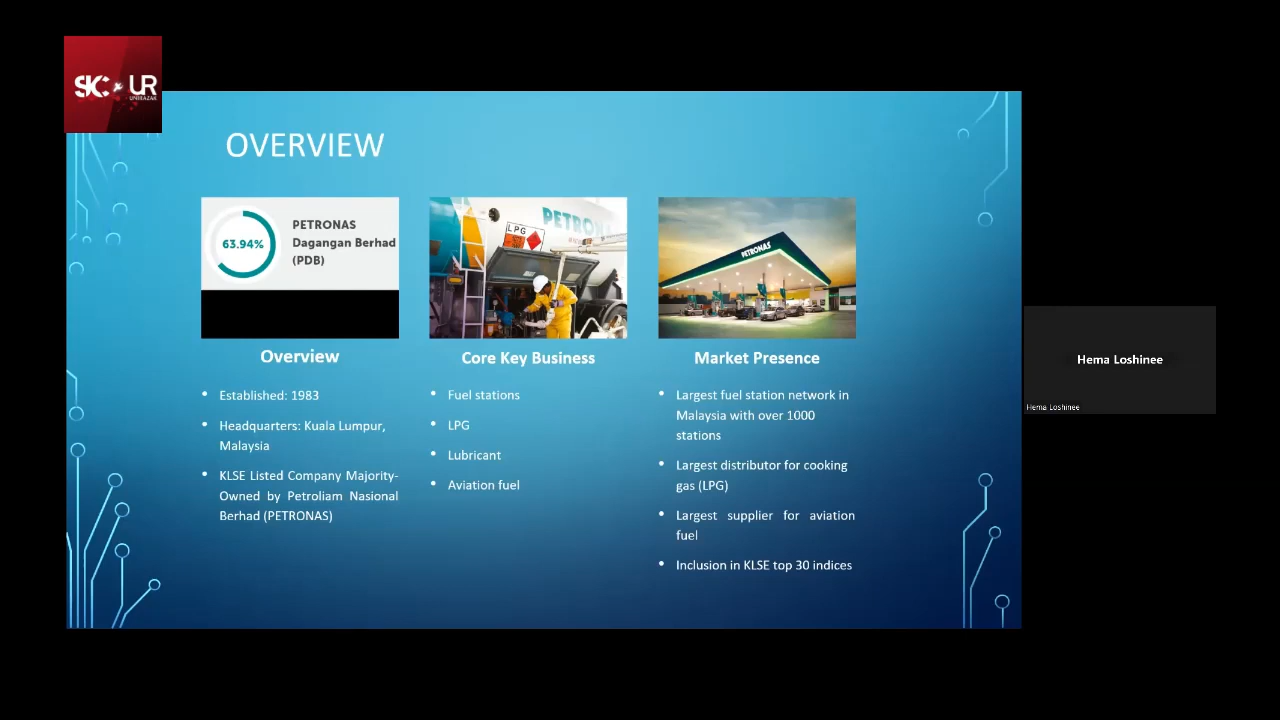 SIC UR
UNIRAZAK
OVERVIEW
63.94%
PETRONAS
Dagangan Berhad
(PDB)
LPG
PETRON
PETRONAS
Overview
Established: 1983
Headquarters: Kuala Lumpur,
Malaysia
KLSE Listed Company Majority-
Owned by Petroliam Nasional
Berhad (PETRONAS)
Core Key Business
Fuel stations
LPG
Lubricant
Aviation fuel
Market Presence
Largest fuel station network in
Malaysia with over 1000
stations
Largest distributor for cooking
gas (LPG)
Largest supplier for aviation
fuel
Inclusion in KLSE top 30 indices
Hema Loshinee
Hema Loshinee